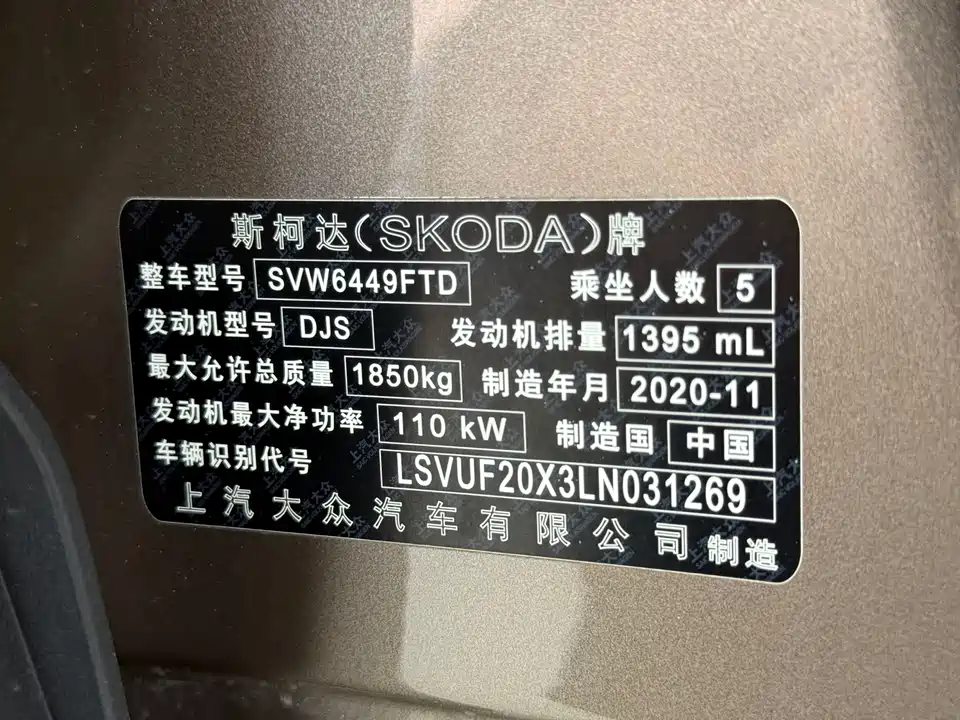 斯柯达(SKODA)牌
整车型号 SVW6449FTD 乘坐人数 5
发动机型号 DJS 发动机排量 1395 mL
最大允许总质量 1850kg 制造年月 2020-11
发动机最大净功率 110 kW 制造国 中国
车辆识别代号 LSVUF20X3LN031269
上汽大众汽车有限公司 制造